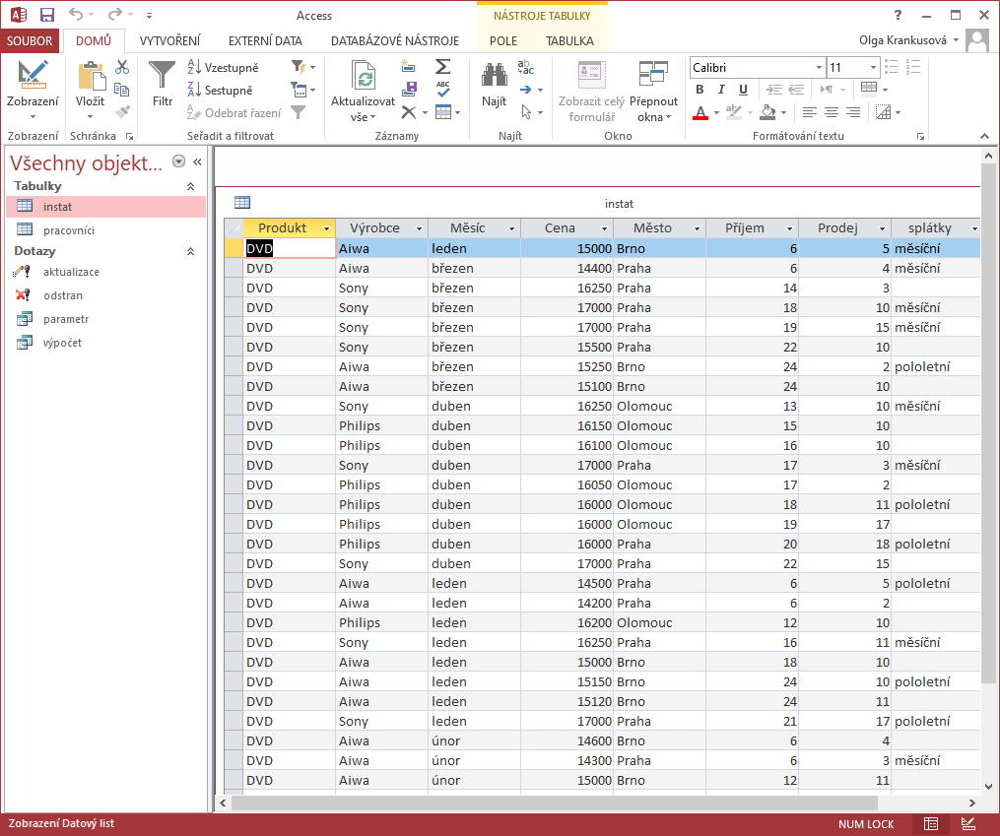 Access
NÁSTROJE TABULKY
?
SOUBOR DOMŮ VYTVOŘENÍ EXTERNÍ DATA DATABÁZOVÉ NÁSTROJE POLE TABULKA Olga Krankusová
Zobrazení
Zobrazení
Vložit
Schránka
Filtr
Vzestupně
Sestupně
Odebrat řazení
Seřadit a filtrovat
Aktualizovat
vše
Záznamy
Najít
Najít
Zobrazit celý
formulář
Přepnout
okna
Okno
Calibri 11
B I U
Formátování textu
Všechny objekt...
Tabulky
instat
pracovníci
Dotazy
aktualizace
odstran
parametr
výpočet
instat
Produkt Výrobce Měsíc Cena Město Příjem Prodej splátky
DVD Aiwa leden 15000 Brno 6 5 měsíční
DVD Aiwa březen 14400 Praha 6 4 měsíční
DVD Sony březen 16250 Praha 14 3
DVD Sony březen 17000 Praha 18 10 měsíční
DVD Sony březen 17000 Praha 19 15 měsíční
DVD Sony březen 15500 Praha 22 10
DVD Aiwa březen 15250 Brno 24 2 pololetní
DVD Aiwa březen 15100 Brno 24 10
DVD Sony duben 16250 Olomouc 13 10 měsíční
DVD Philips duben 16150 Olomouc 15 10
DVD Philips duben 16100 Olomouc 16 10
DVD Sony duben 17000 Praha 17 3 měsíční
DVD Philips duben 16050 Olomouc 17 2
DVD Philips duben 16000 Olomouc 18 11 pololetní
DVD Philips duben 16000 Olomouc 19 17
DVD Philips duben 16000 Praha 20 18 pololetní
DVD Sony duben 17000 Praha 22 15
DVD Aiwa leden 14500 Praha 6 5 pololetní
DVD Aiwa leden 14200 Praha 6 2
DVD Philips leden 16200 Olomouc 12 10
DVD Sony leden 16250 Praha 16 11 měsíční
DVD Aiwa leden 15000 Brno 18 10
DVD Aiwa leden 15150 Brno 24 10 pololetní
DVD Aiwa leden 15120 Brno 24 11
DVD Sony leden 17000 Praha 21 17 pololetní
DVD Aiwa únor 14600 Brno 6 4
DVD Aiwa únor 14300 Praha 6 3 měsíční
DVD Aiwa únor 15000 Brno 12 11
Zobrazení Datový list NUM LOCK